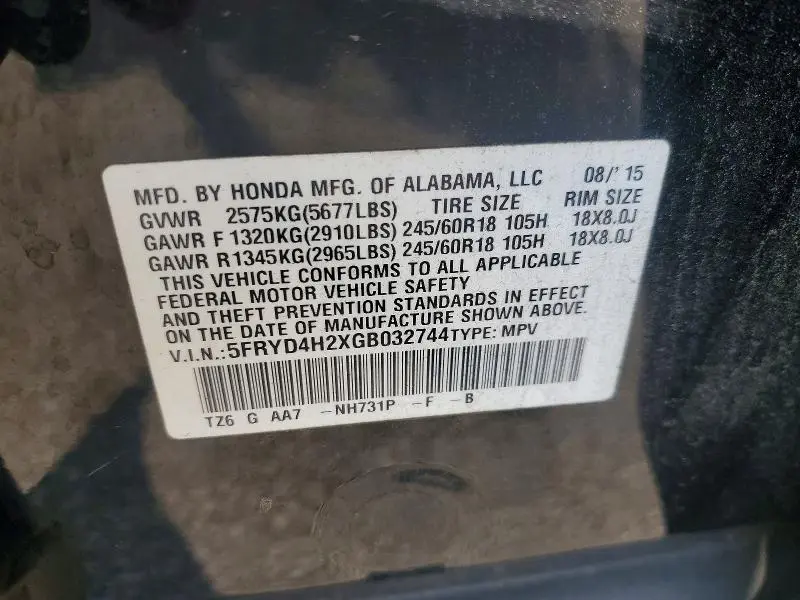 MFD. BY HONDA MFG. OF ALABAMA, LLC 08/'15
GVWR 2575KG(5677LBS) TIRE SIZE RIM SIZE
GAWR F 1320KG(2910LBS) 245/60R18 105H 18X8.0J
GAWR R1345KG(2965LBS) 245/60R18 105H 18X8.0J
THIS VEHICLE CONFORMS TO ALL APPLICABLE
FEDERAL MOTOR VEHICLE SAFETY
AND THEFT PREVENTION STANDARDS IN EFFECT
ON THE DATE OF MANUFACTURE SHOWN ABOVE.
V.I.N.:5FRYD4H2XGB032744TYPE: MPV
TZ6 G AA7 -NH731P -F -B